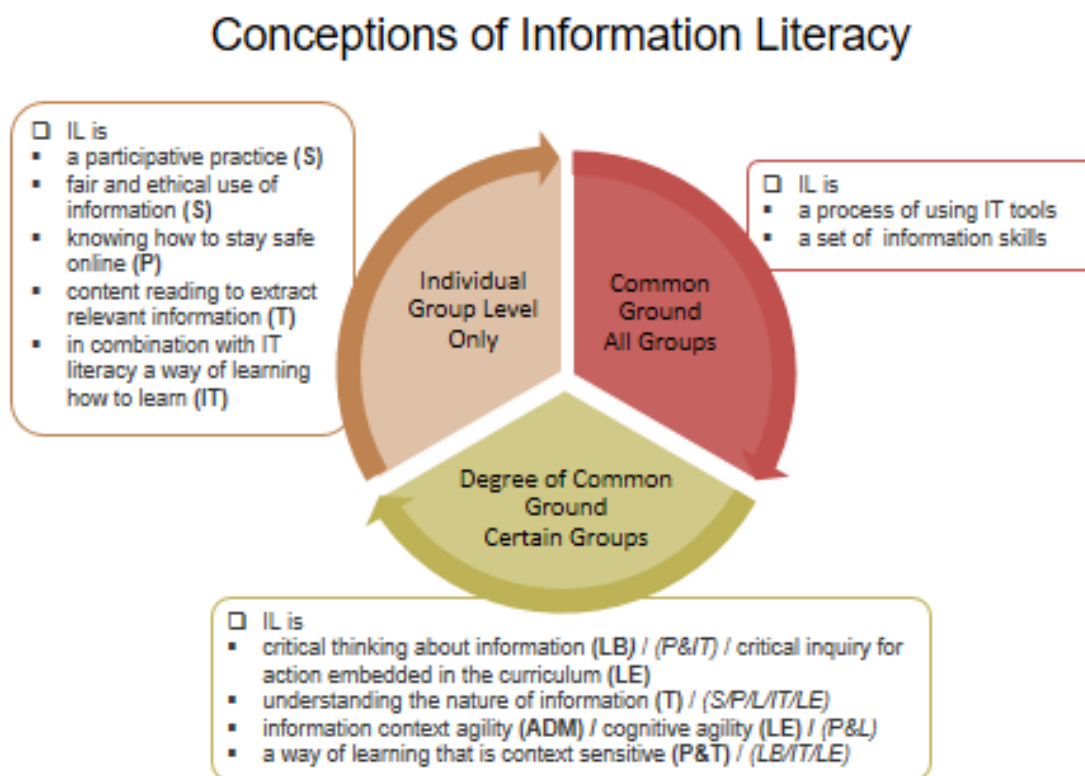 Conceptions of Information Literacy
❑ IL is
▪ a participative practice (S)
▪ fair and ethical use of
information (S)
▪ knowing how to stay safe
online (P)
▪ content reading to extract
relevant information (T)
▪ in combination with IT
literacy a way of learning
how to learn (IT)
Individual
Group Level
Only
Common
Ground
All Groups
❑ IL is
▪ a process of using IT tools
▪ a set of information skills
Degree of Common
Ground
Certain Groups
❑ IL is
▪ critical thinking about information (LB) / (P&IT) / critical inquiry for
action embedded in the curriculum (LE)
▪ understanding the nature of information (T) / (S/P/L/IT/LE)
▪ information context agility (ADM) / cognitive agility (LE) / (P&L)
▪ a way of learning that is context sensitive (P&T) / (LB/IT/LE)